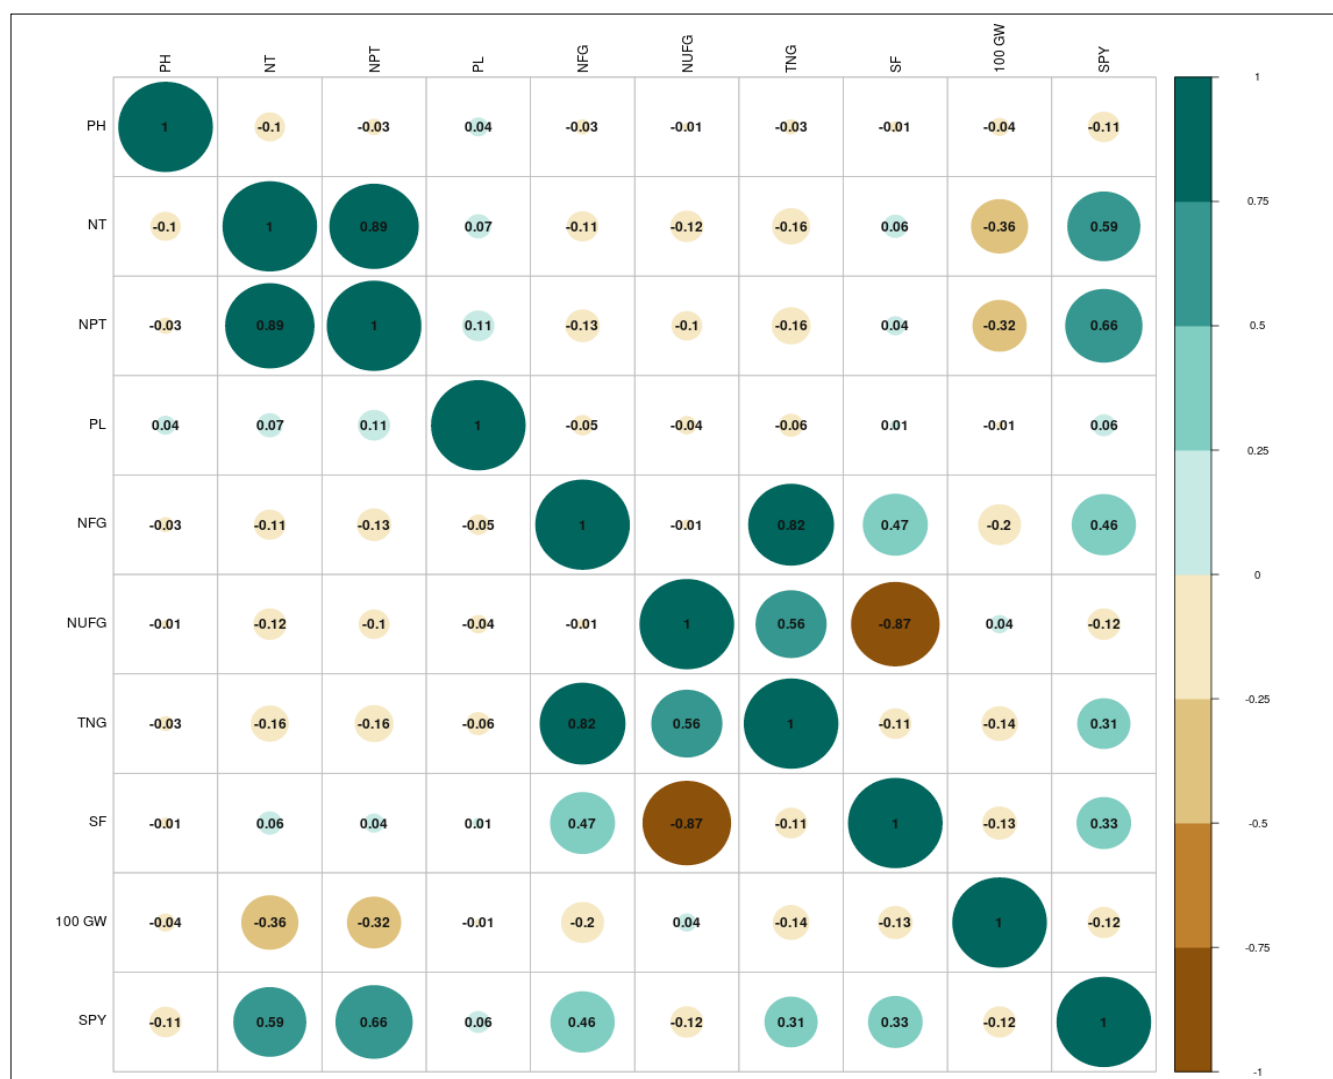 PH NT NPT PL NFG NUFG TNG SF 100 GW SPY
1
PH 1 -0.1 -0.03 0.04 -0.03 -0.01 -0.03 -0.01 -0.04 -0.11
0.75
NT -0.1 1 0.89 0.07 -0.11 -0.12 -0.16 0.06 -0.36 0.59
NPT -0.03 0.89 1 0.11 -0.13 -0.1 -0.16 0.04 -0.32 0.66
0.5
PL 0.04 0.07 0.11 1 -0.05 -0.04 -0.06 0.01 -0.01 0.06
0.25
NFG -0.03 -0.11 -0.13 -0.05 1 -0.01 0.82 0.47 -0.2 0.46
0
NUFG -0.01 -0.12 -0.1 -0.04 -0.01 1 0.56 -0.87 0.04 -0.12
-0.25
TNG -0.03 -0.16 -0.16 -0.06 0.82 0.56 1 -0.11 -0.14 0.31
SF -0.01 0.06 0.04 0.01 0.47 -0.87 -0.11 1 -0.13 0.33
-0.5
100 GW -0.04 -0.36 -0.32 -0.01 -0.2 0.04 -0.14 -0.13 1 -0.12
-0.75
SPY -0.11 0.59 0.66 0.06 0.46 -0.12 0.31 0.33 -0.12 1
-1